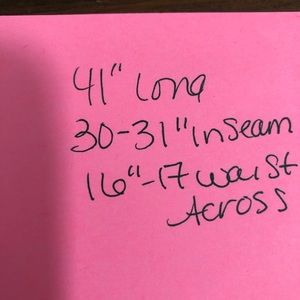 41" Long
30-31" Inseam
16"-17 waist
Across